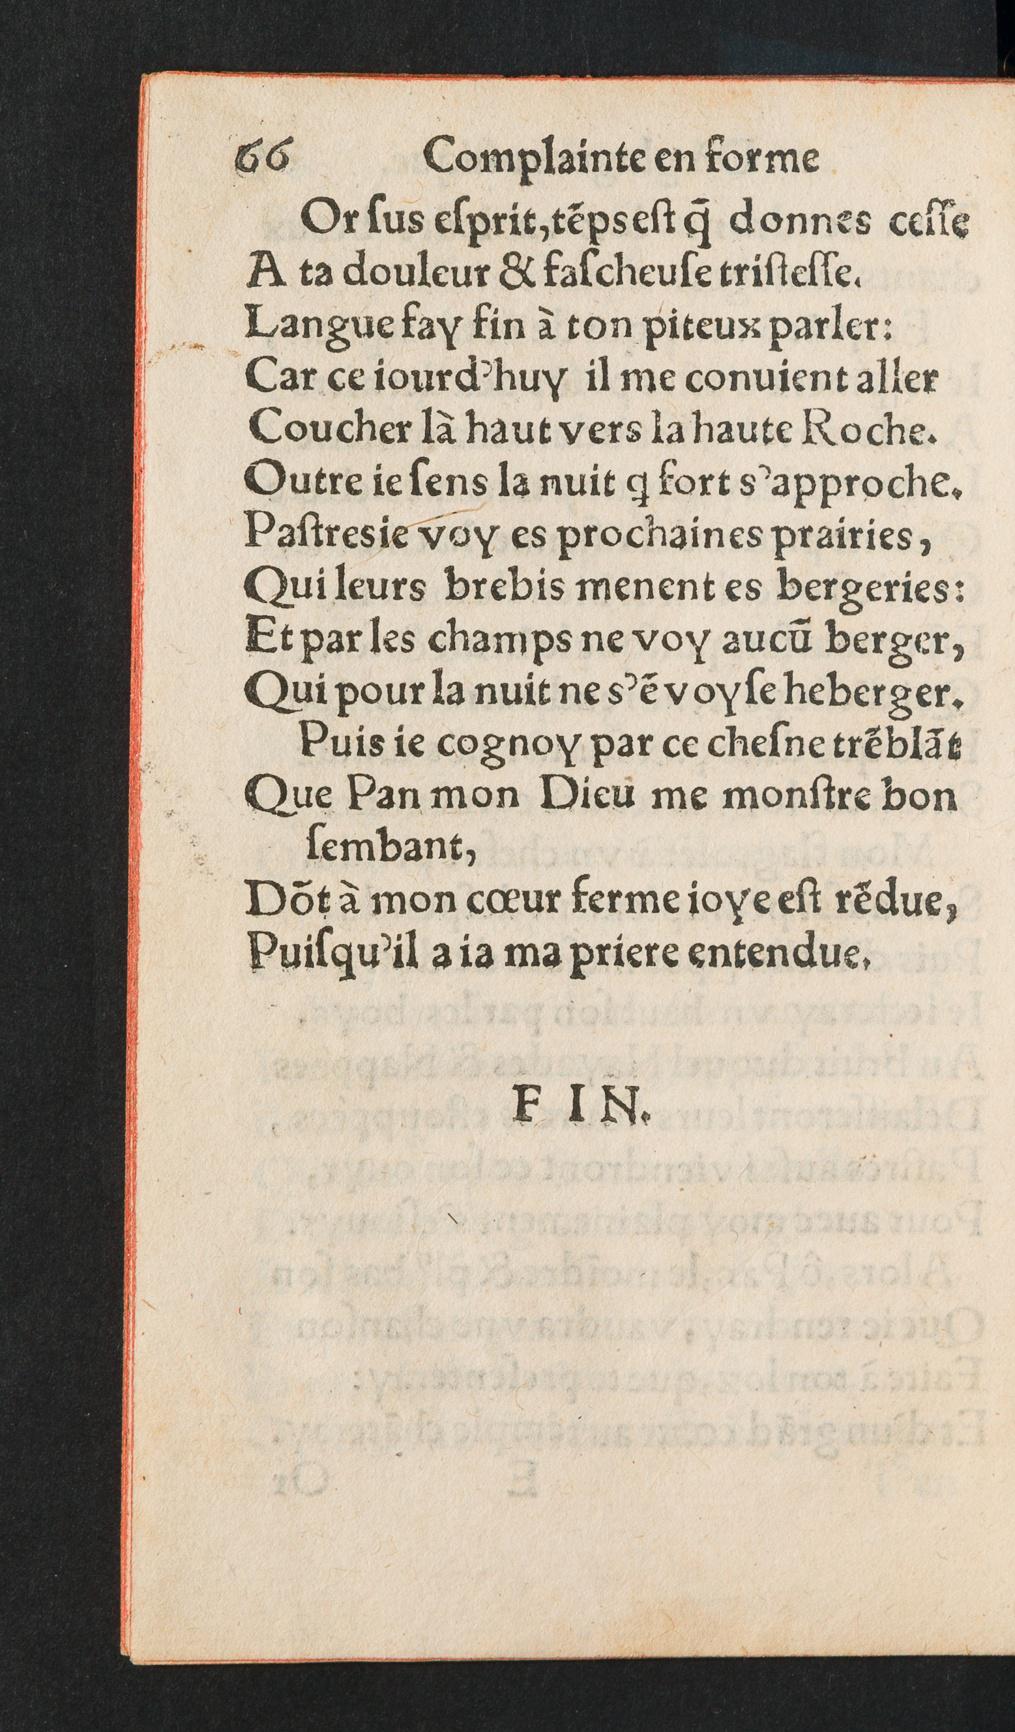 66 Complainte en forme
Or ſus eſprit, tẽps eſt q̃ donnes ceſſe
A ta douleur & faſcheuſe triſteſſe.
Langue fay fin à ton piteux parler:
Car ce iourd'huy il me conuient aller
Coucher là haut vers la haute Roche.
Outre ie ſens la nuit q fort s'approche.
Paſtres ie voy es prochaines prairies,
Qui leurs brebis menent es bergeries:
Et par les champs ne voy aucũ berger,
Qui pour la nuit ne s'ẽ voyſe heberger.
Puis ie cognoy par ce cheſne trẽblãt
Que Pan mon Dieu me monſtre bon
ſembant,
Dõt à mon cœur ferme ioye eſt rẽdue,
Puiſqu'il a ia ma priere entendue.
FIN.